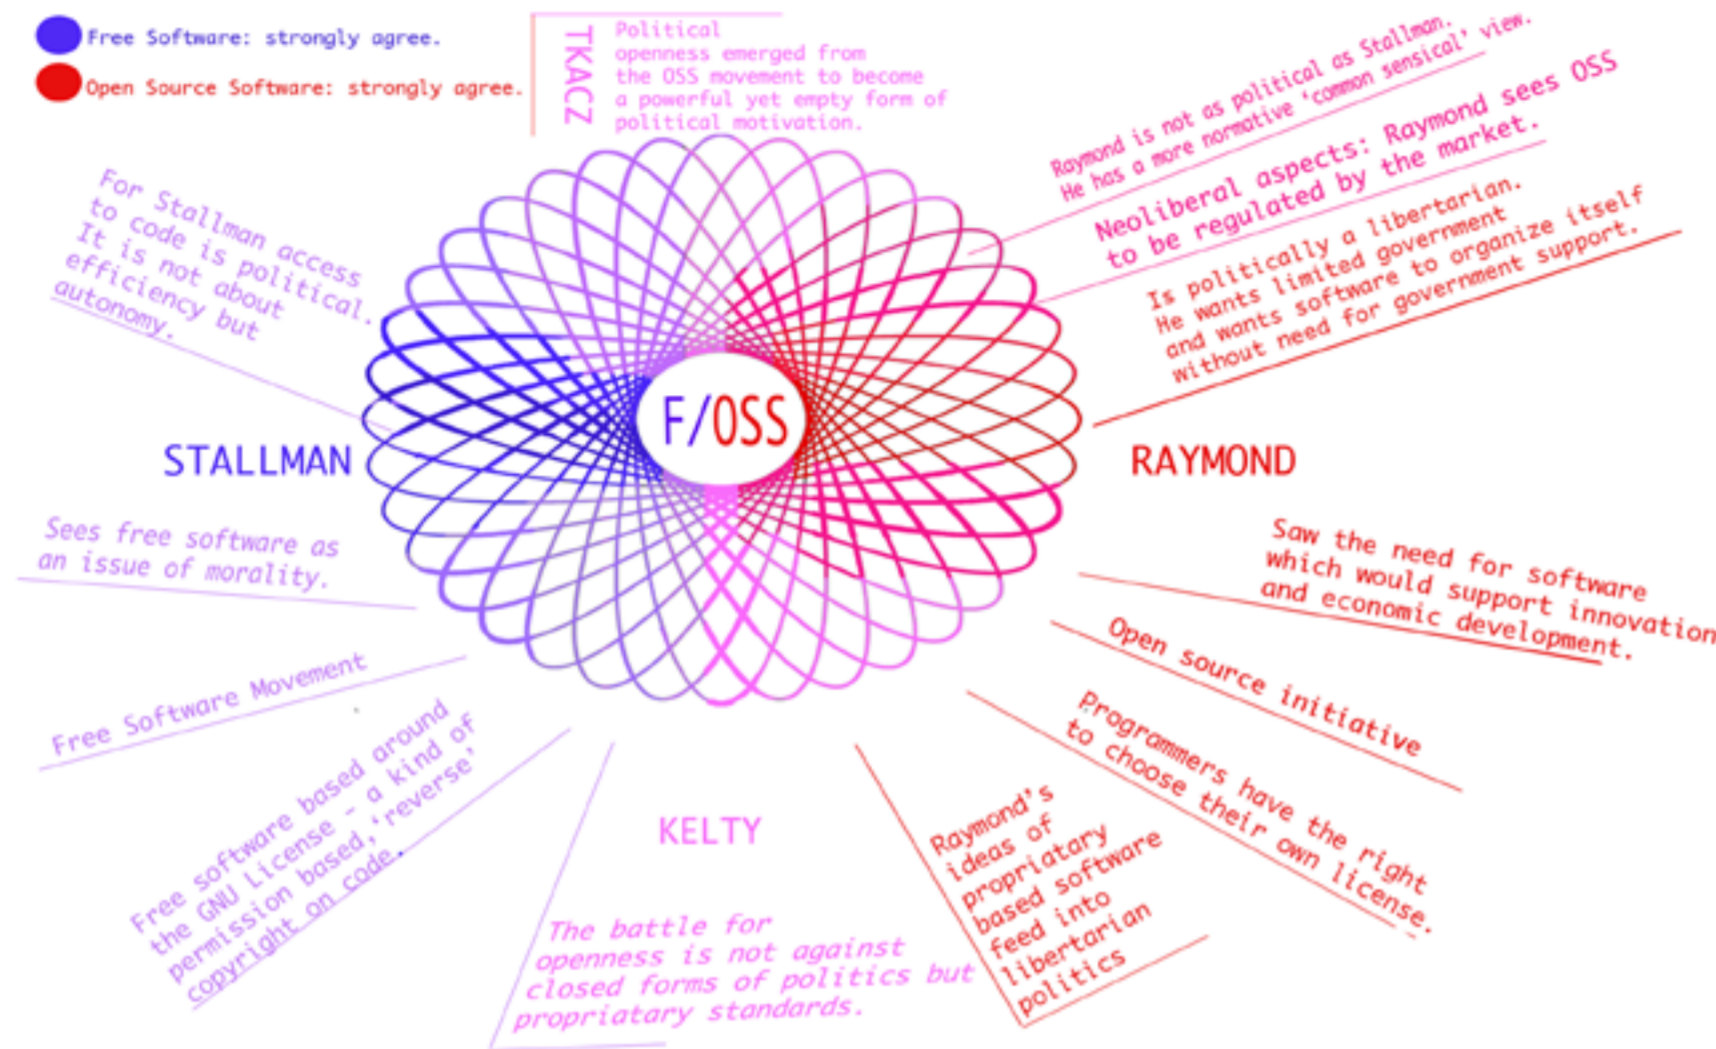 Free Software: strongly agree.
Open Source Software: strongly agree.
TKACZ
Political
openness emerged from
the OSS movement to become
a powerful yet empty form of
political motivation.
Raymond is not as political as Stallman.
He has a more normative ‘common sensical’ view.
Neoliberal aspects: Raymond sees OSS
to be regulated by the market.
Is politically a libertarian.
He wants limited government
and wants software to organize itself
without need for government support.
For Stallman access
to code is political.
It is not about
efficiency but
autonomy.
F/OSS
STALLMAN
RAYMOND
Sees free software as
an issue of morality.
Saw the need for software
which would support innovation
and economic development.
Free Software Movement
Open source initiative
Programmers have the right
to choose their own license.
Free software based around
the GNU License - a kind of
permission based,‘reverse’
copyright on code.
KELTY
The battle for
openness is not against
closed forms of politics but
propriatary standards.
Raymond’s
ideas of
propriatary
based software
feed into
libertarian
politics